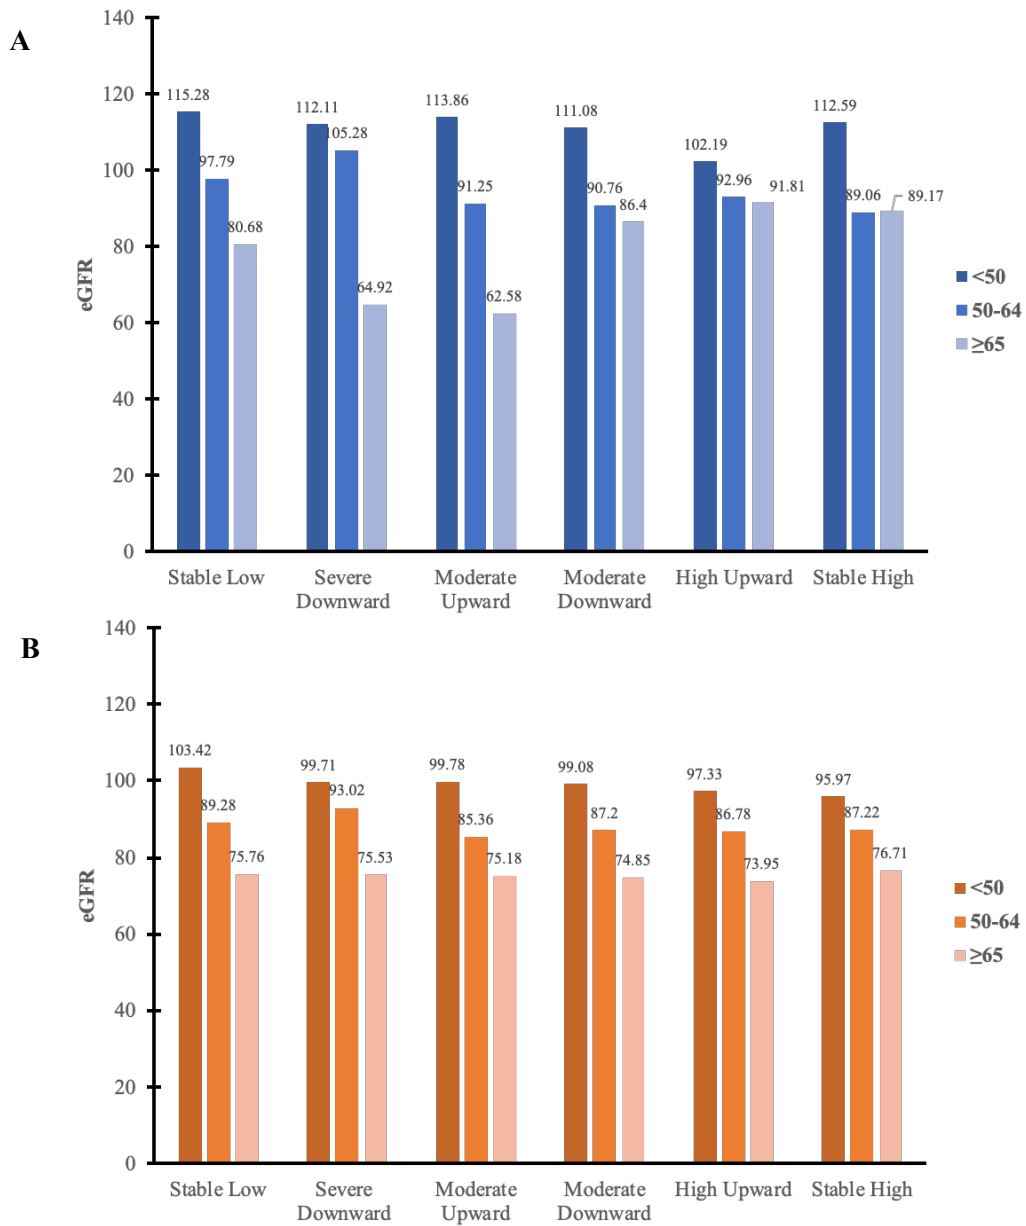 A
140
120
100
80
60
40
20
0
eGFR
115.28
97.79
80.68
112.11
105.28
64.92
113.86
91.25
62.58
111.08
90.76
86.4
102.19
92.96
91.81
112.59
89.06
89.17
Stable Low
Severe
Downward
Moderate
Upward
Moderate
Downward
High Upward
Stable High
<50
50-64
≥65
B
140
120
100
80
60
40
20
0
eGFR
103.42
89.28
75.76
99.71
93.02
75.53
99.78
85.36
75.18
99.08
87.2
74.85
97.33
86.78
73.95
95.97
87.22
76.71
Stable Low
Severe
Downward
Moderate
Upward
Moderate
Downward
High Upward
Stable High
<50
50-64
≥65